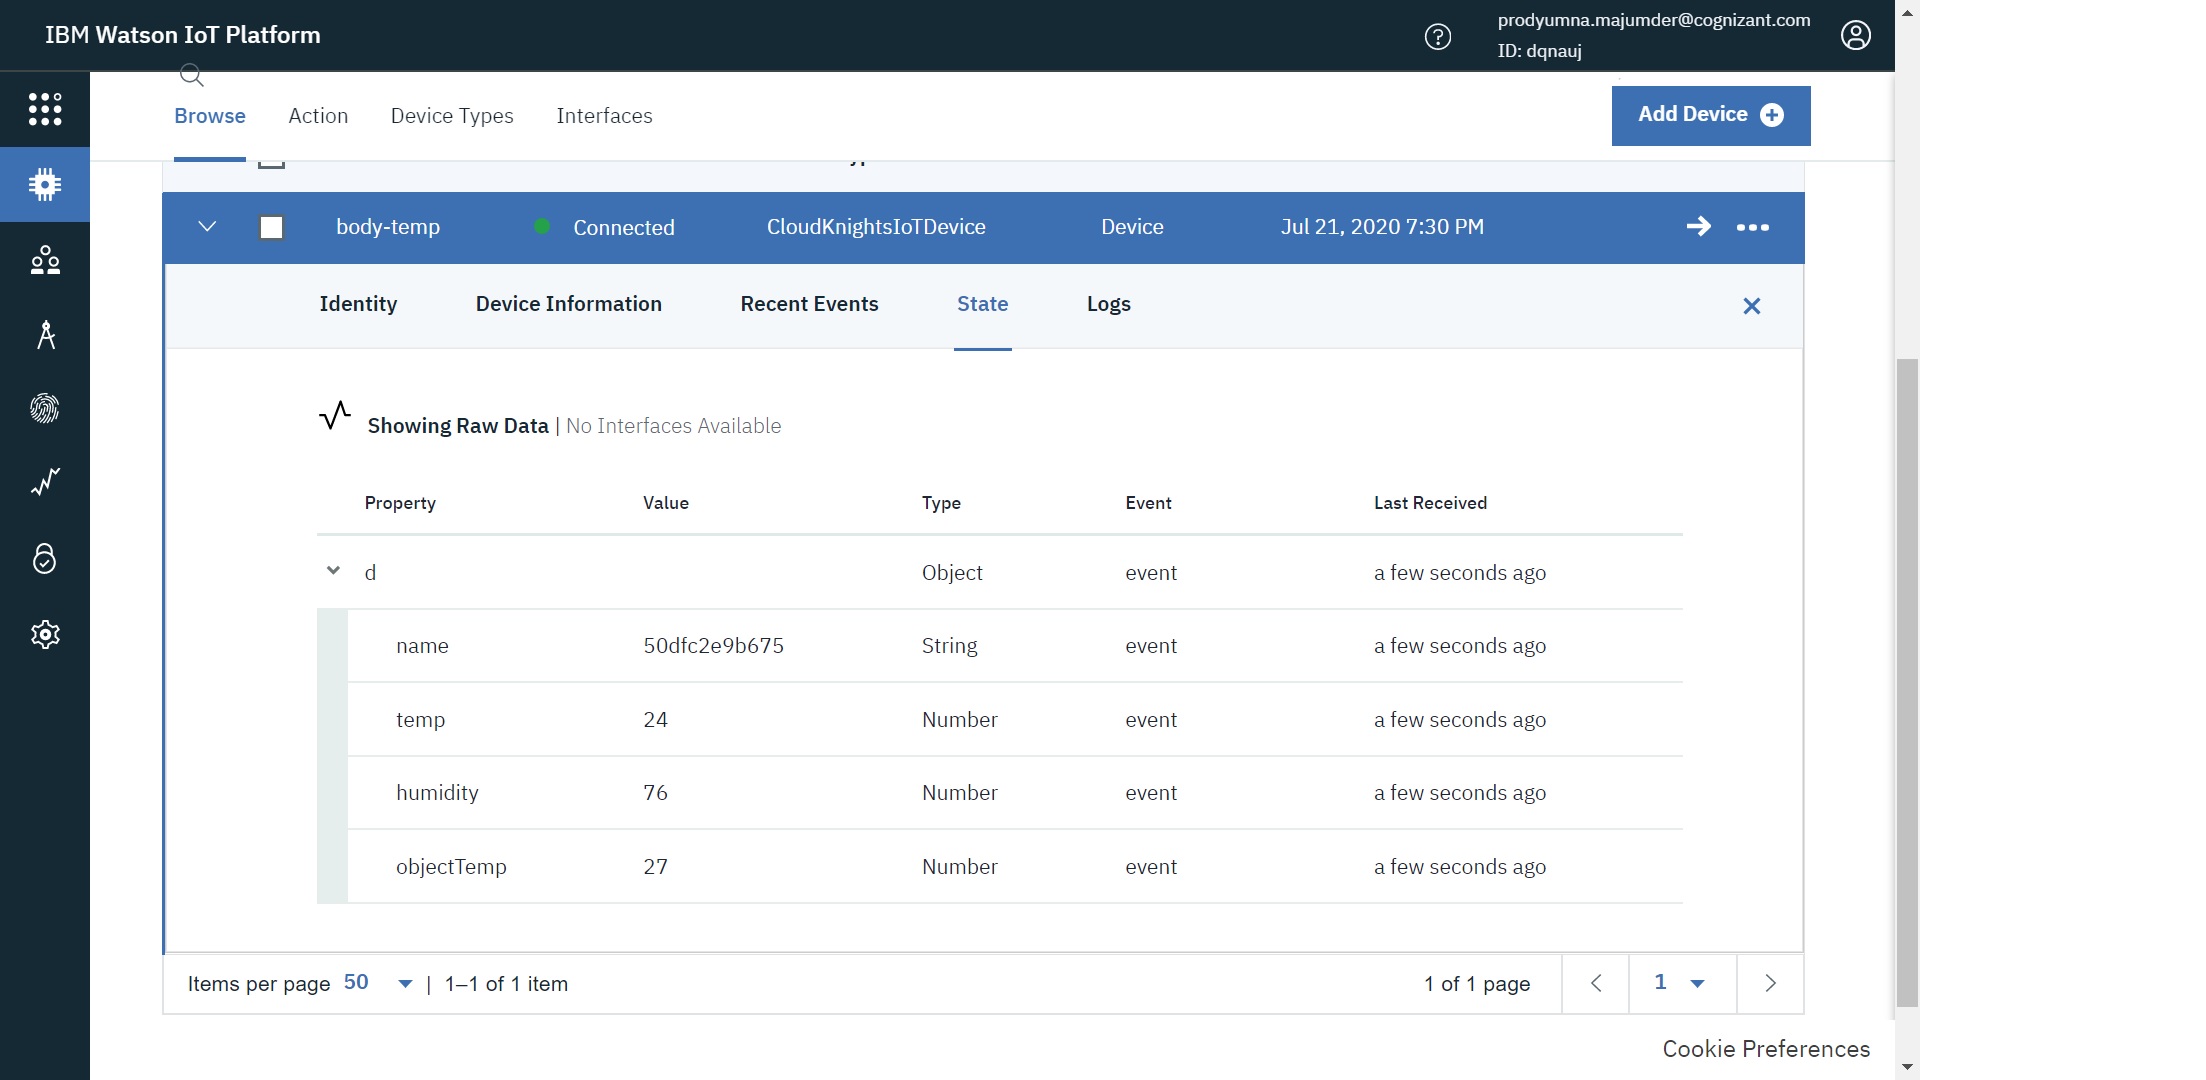 IBM Watson IoT Platform
prodyumna.majumder@cognizant.com
ID: dqnauj
Browse Action Device Types Interfaces
Add Device
body-temp Connected CloudKnightsIoTDevice Device Jul 21, 2020 7:30 PM
Identity Device Information Recent Events State Logs
Showing Raw Data | No Interfaces Available
Property Value Type Event Last Received
d Object event a few seconds ago
name 50dfc2e9b675 String event a few seconds ago
temp 24 Number event a few seconds ago
humidity 76 Number event a few seconds ago
objectTemp 27 Number event a few seconds ago
Items per page 50 | 1–1 of 1 item 1 of 1 page 1
Cookie Preferences